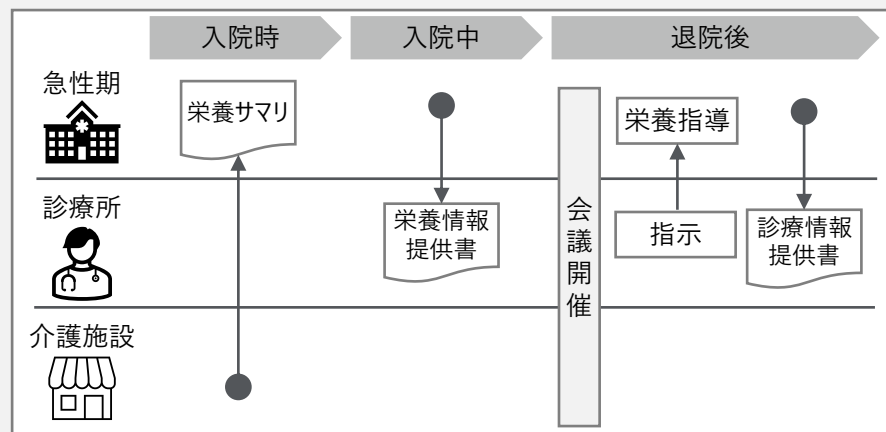 入院時
入院中
退院後
急性期
栄養サマリ
栄養指導
診療所
栄養情報
提供書
会議開催
指示
診療情報
提供書
介護施設